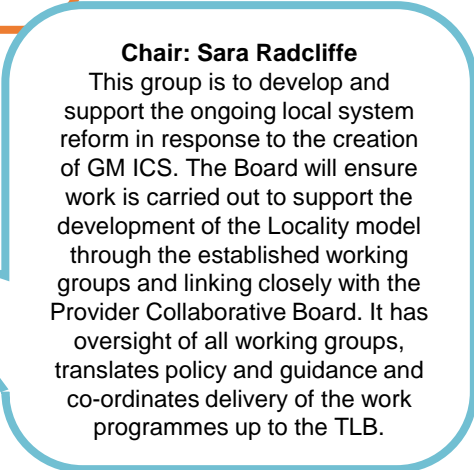 Chair: Sara Radcliffe
This group is to develop and
support the ongoing local system
reform in response to the creation
of GM ICS. The Board will ensure
work is carried out to support the
development of the Locality model
through the established working
groups and linking closely with the
Provider Collaborative Board. It has
oversight of all working groups,
translates policy and guidance and
co-ordinates delivery of the work
programmes up to the TLB.